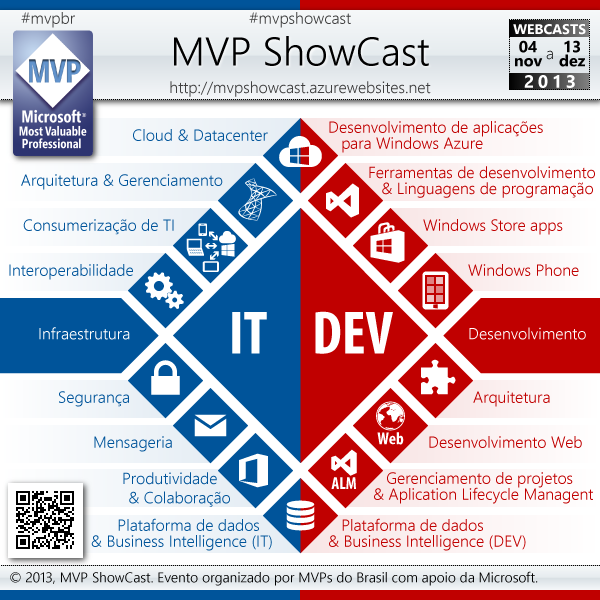 #mvpbr
#mvpshowcast
MVP ShowCast
http://mvpshowcast.azurewebsites.net
WEBCASTS
04 nov a 13 dez
2013
MVP
Microsoft®
Most Valuable
Professional
Cloud & Datacenter
Arquitetura & Gerenciamento
Consumerização de TI
Interoperabilidade
Infraestrutura
Segurança
Mensageria
Produtividade
& Colaboração
Plataforma de dados
& Business Intelligence (IT)
IT
DEV
Desenvolvimento de aplicações
para Windows Azure
Ferramentas de desenvolvimento
& Linguagens de programação
Windows Store apps
Windows Phone
Desenvolvimento
Arquitetura
Web
Desenvolvimento Web
ALM
Gerenciamento de projetos
& Aplication Lifecycle Managent
Plataforma de dados
& Business Intelligence (DEV)
© 2013, MVP ShowCast. Evento organizado por MVPs do Brasil com apoio da Microsoft.